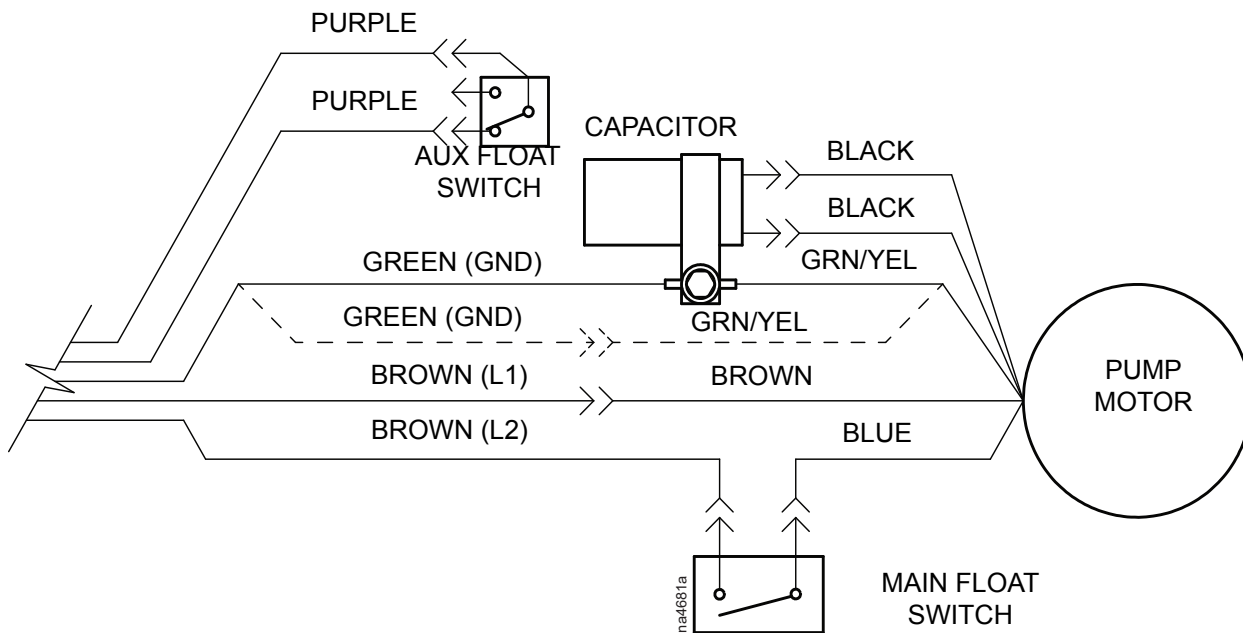 PURPLE
PURPLE
AUX FLOAT
SWITCH
CAPACITOR
BLACK
BLACK
GREEN (GND)
GRN/YEL
GREEN (GND)
GRN/YEL
BROWN (L1)
BROWN
BROWN (L2)
BLUE
PUMP
MOTOR
MAIN FLOAT
SWITCH
na4681a